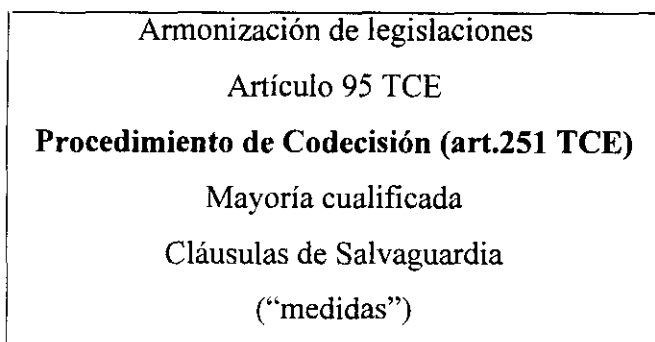 Armonización de legislaciones
Artículo 95 TCE
Procedimiento de Codecisión (art.251 TCE)
Mayoría cualificada
Cláusulas de Salvaguardia
(“medidas”)